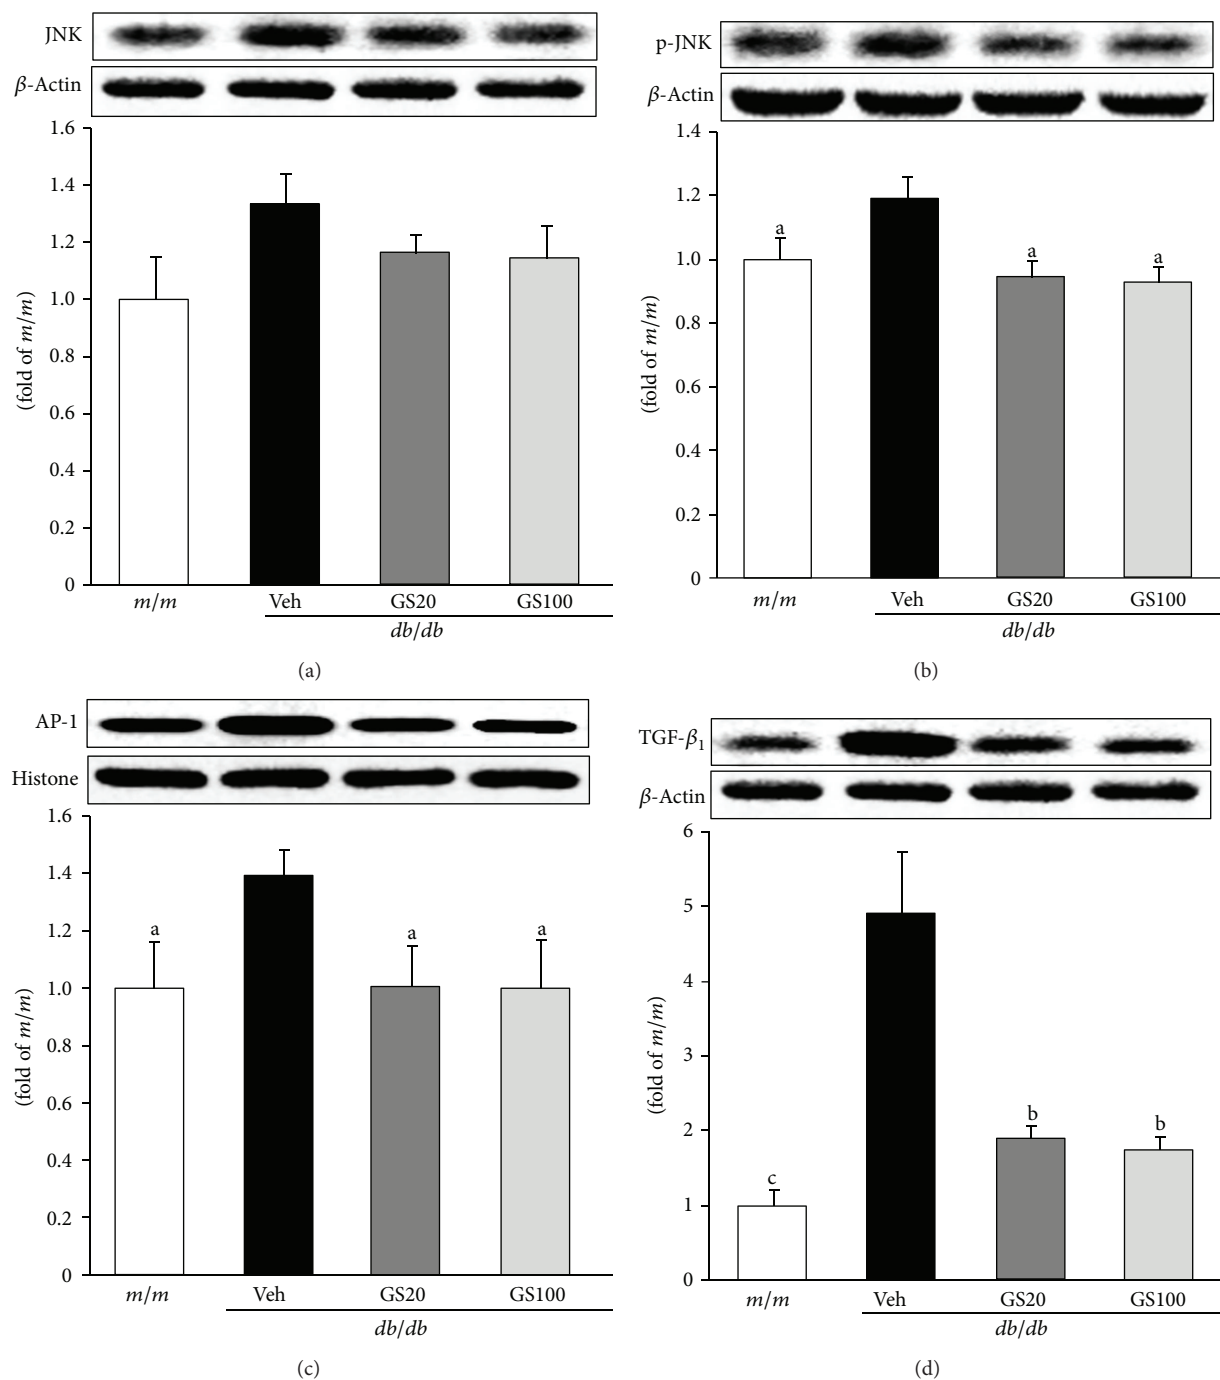 JNK
β-Actin
1.6
1.4
1.2
1.0
0.8
0.6
0.4
0.2
0
(fold of m/m)
m/m Veh GS20 GS100
db/db
(a)
p-JNK
β-Actin
1.4
1.2
1.0
0.8
0.6
0.4
0.2
0
(fold of m/m)
a a a
m/m Veh GS20 GS100
db/db
(b)
AP-1
Histone
1.6
1.4
1.2
1.0
0.8
0.6
0.4
0.2
0
(fold of m/m)
a a a
m/m Veh GS20 GS100
db/db
(c)
TGF-β₁
β-Actin
6
5
4
3
2
1
0
(fold of m/m)
c b b
m/m Veh GS20 GS100
db/db
(d)